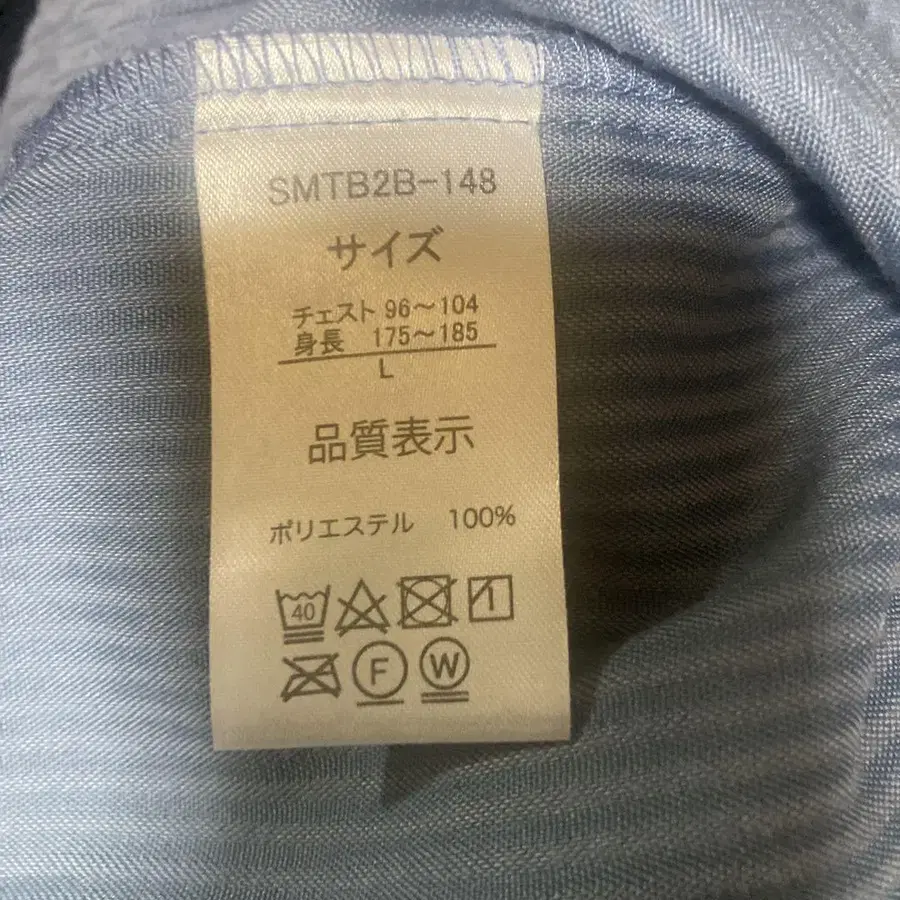 SMTB2B-148
サイズ
チェスト 96～104
身長 175～185
L
品質表示
ポリエステル 100%
40
F W